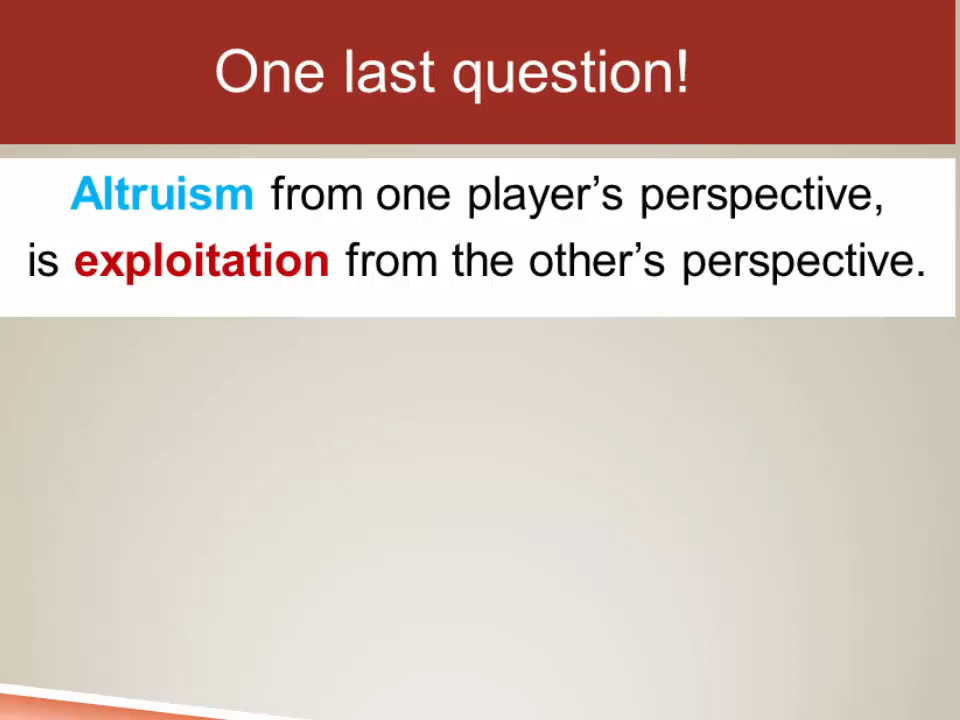 One last question!
Altruism from one player’s perspective,
is exploitation from the other’s perspective.